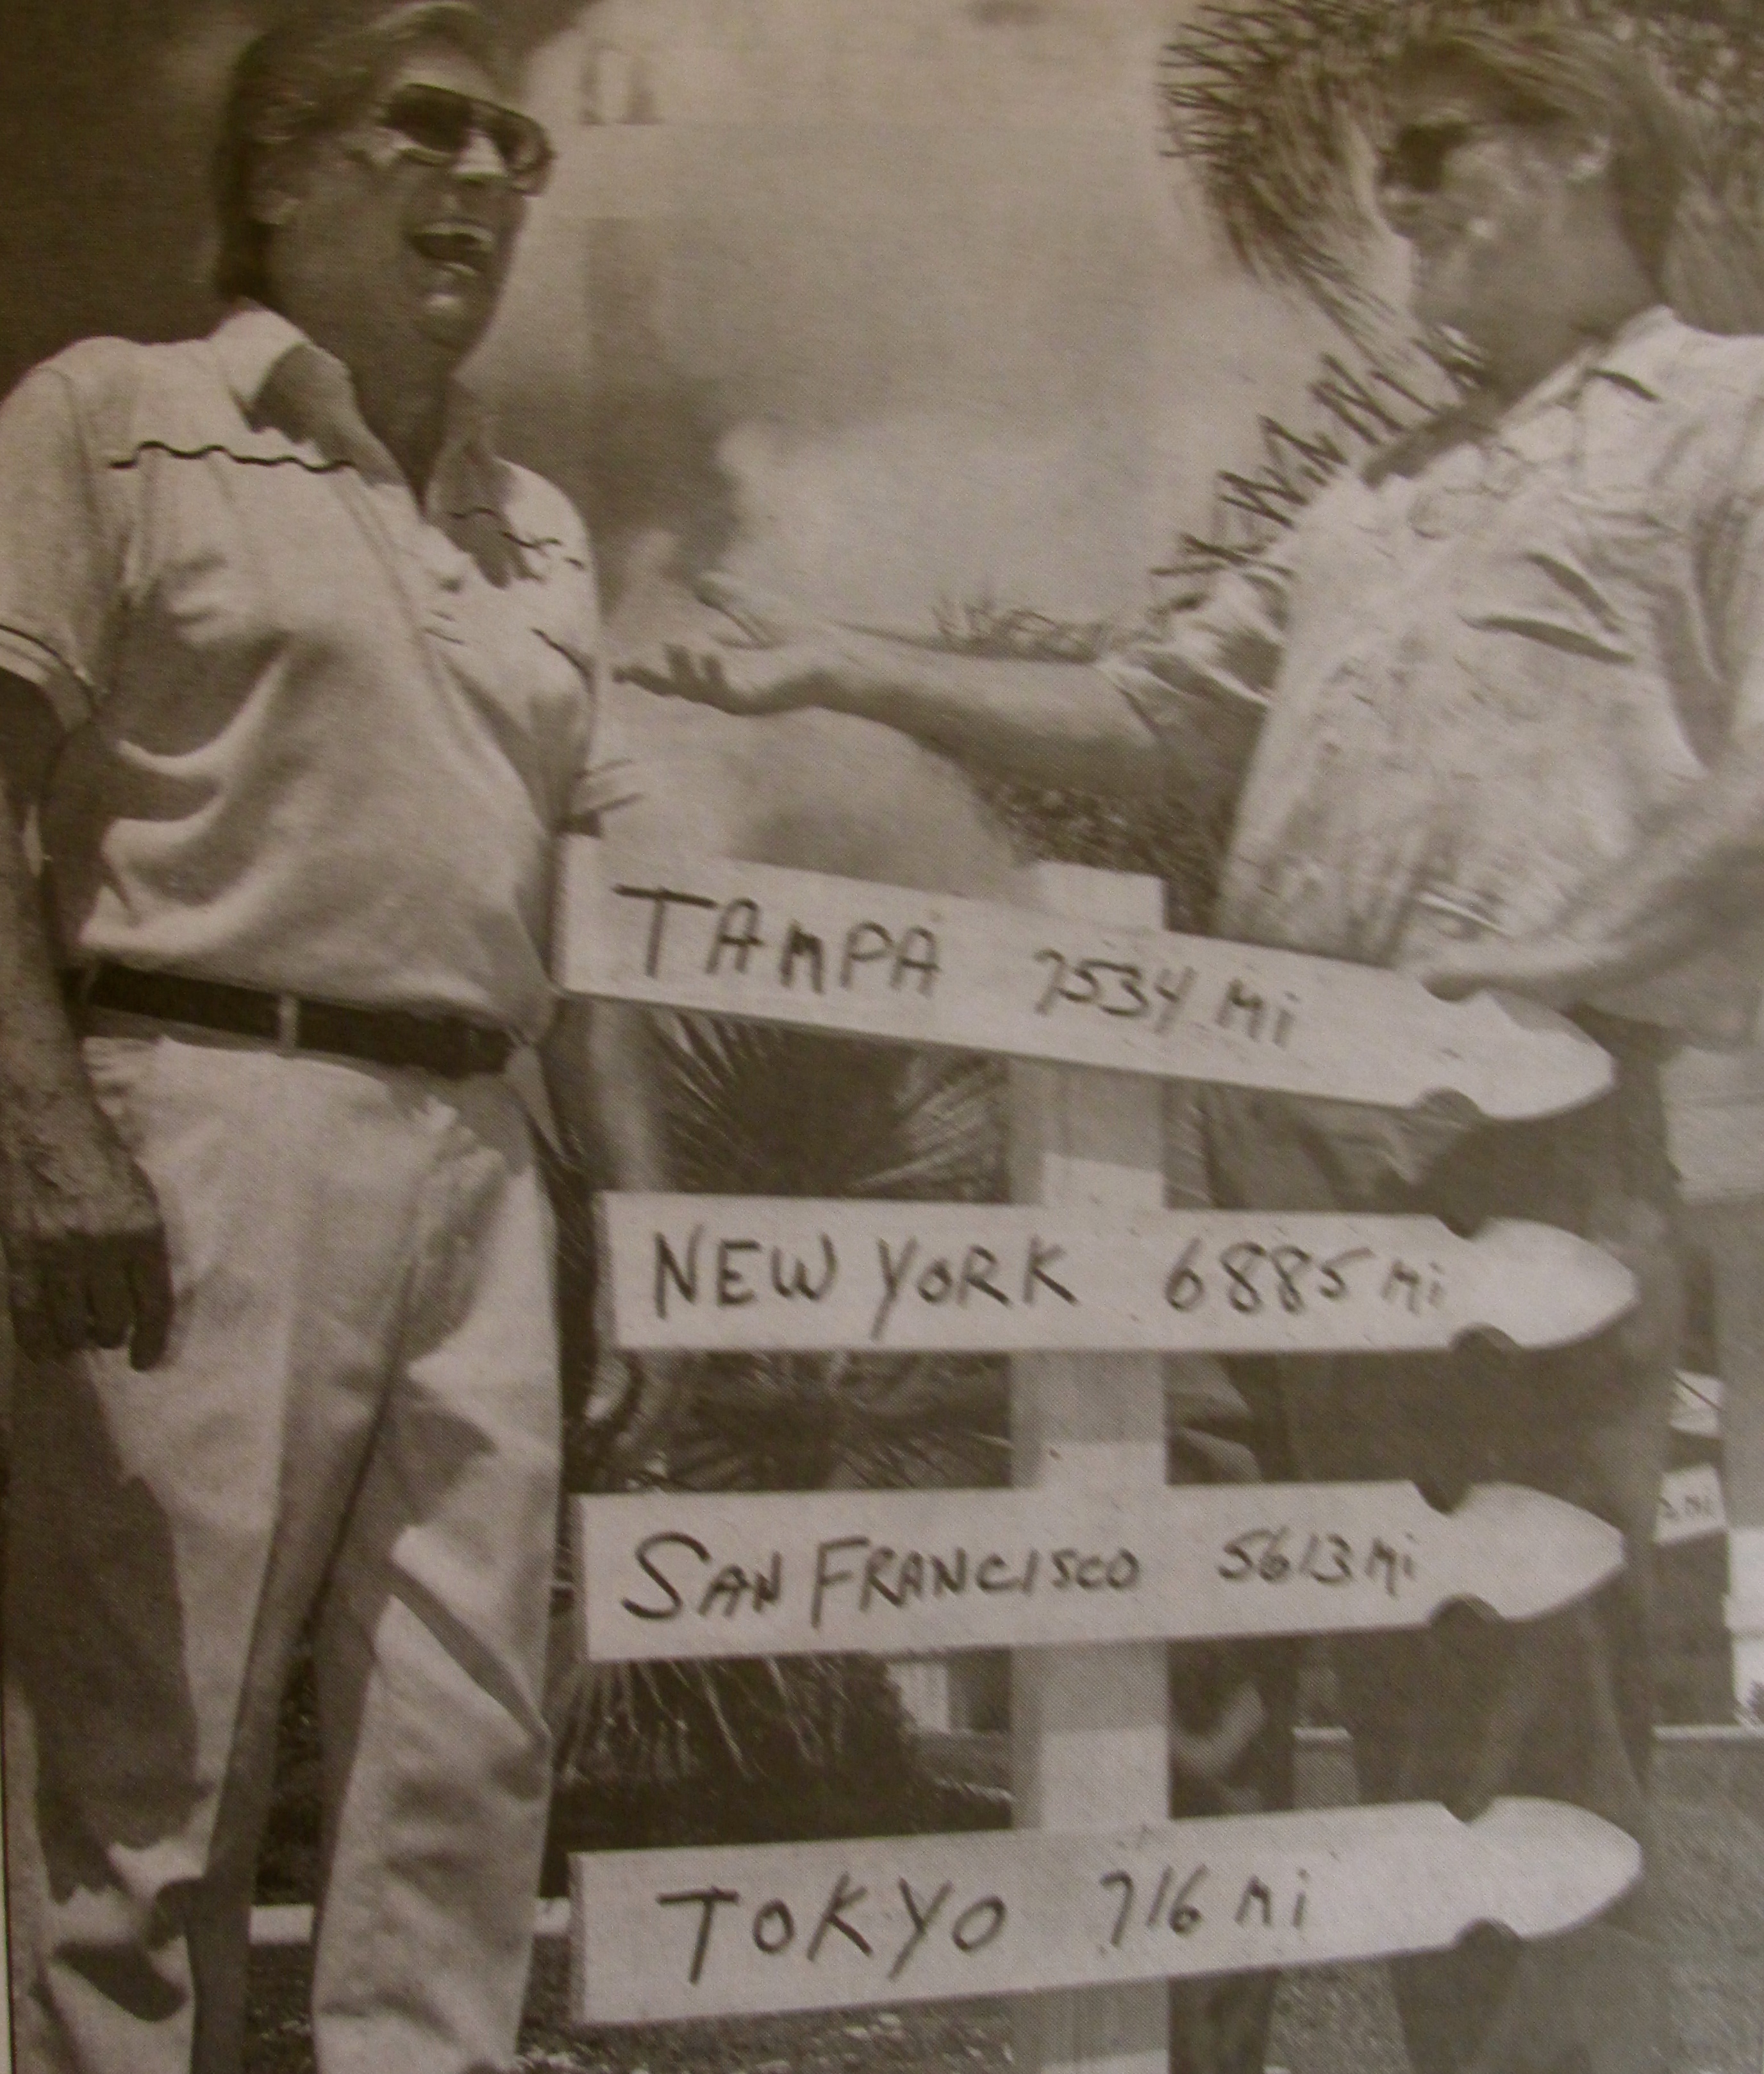 TAMPA 7534 Mi
NEW YORK 6885 Mi
SAN FRANCISCO 5613 Mi
TOKYO 716 Mi